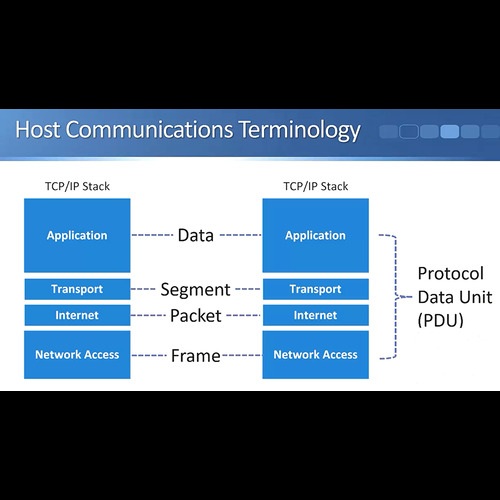 Host Communications Terminology
TCP/IP Stack
TCP/IP Stack
Application
Data
Application
Transport
Segment
Transport
Internet
Packet
Internet
Network Access
Frame
Network Access
Protocol
Data Unit
(PDU)